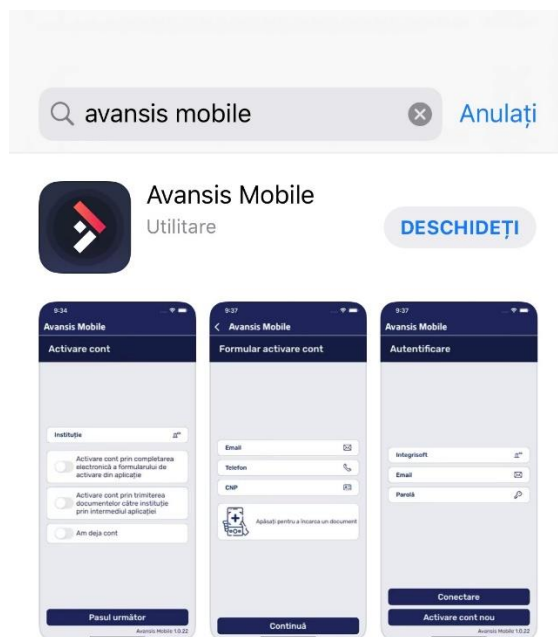 avansis mobile
Anulați
Avansis Mobile
Utilitare
DESCHIDEȚI
9:34
Avansis Mobile
Activare cont
Instituție
Activare cont prin completarea
electronică a formularului de
activare din aplicație
Activare cont prin trimiterea
documentelor către instituție
prin intermediul aplicației
Am deja cont
Pasul următor
Avansis Mobile 1.0.22
9:37
Avansis Mobile
Formular activare cont
Email
Telefon
CNP
Apăsați pentru a incarca un document
Continuă
9:37
Avansis Mobile
Autentificare
Integrisoft
Email
Parolă
Conectare
Activare cont nou
Avansis Mobile 1.0.22